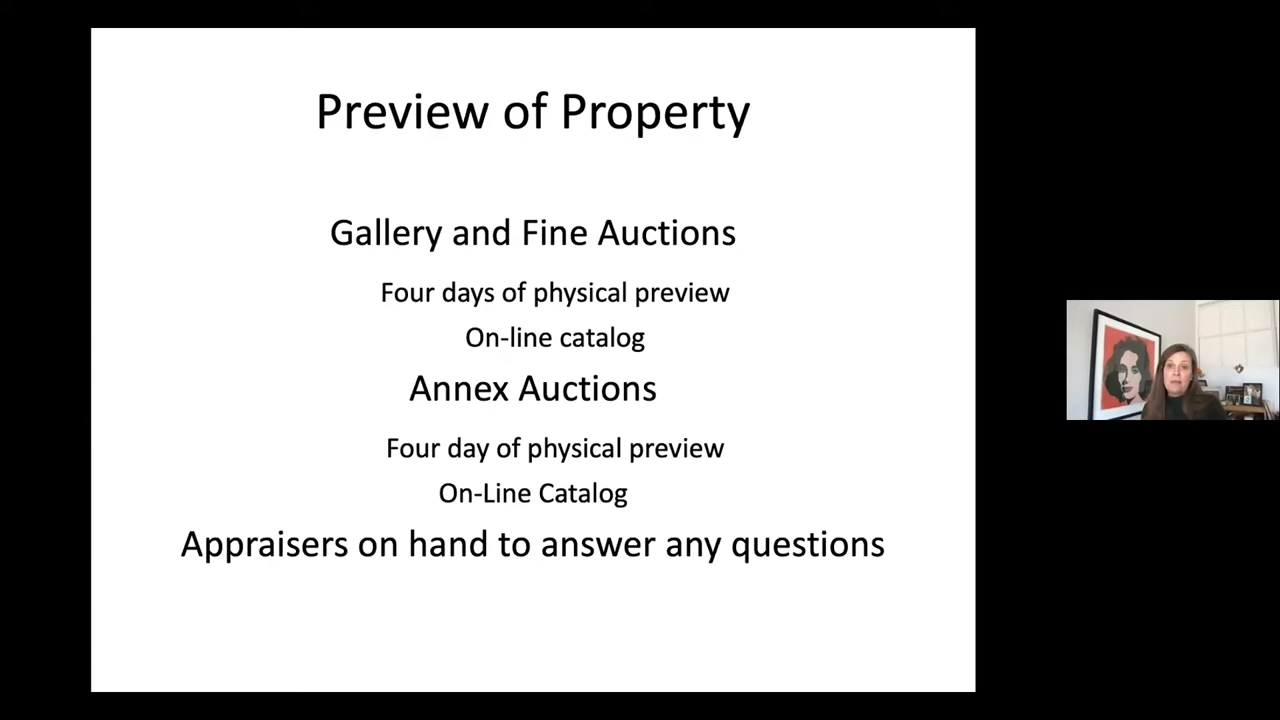 Preview of Property
Gallery and Fine Auctions
Four days of physical preview
On-line catalog
Annex Auctions
Four day of physical preview
On-Line Catalog
Appraisers on hand to answer any questions